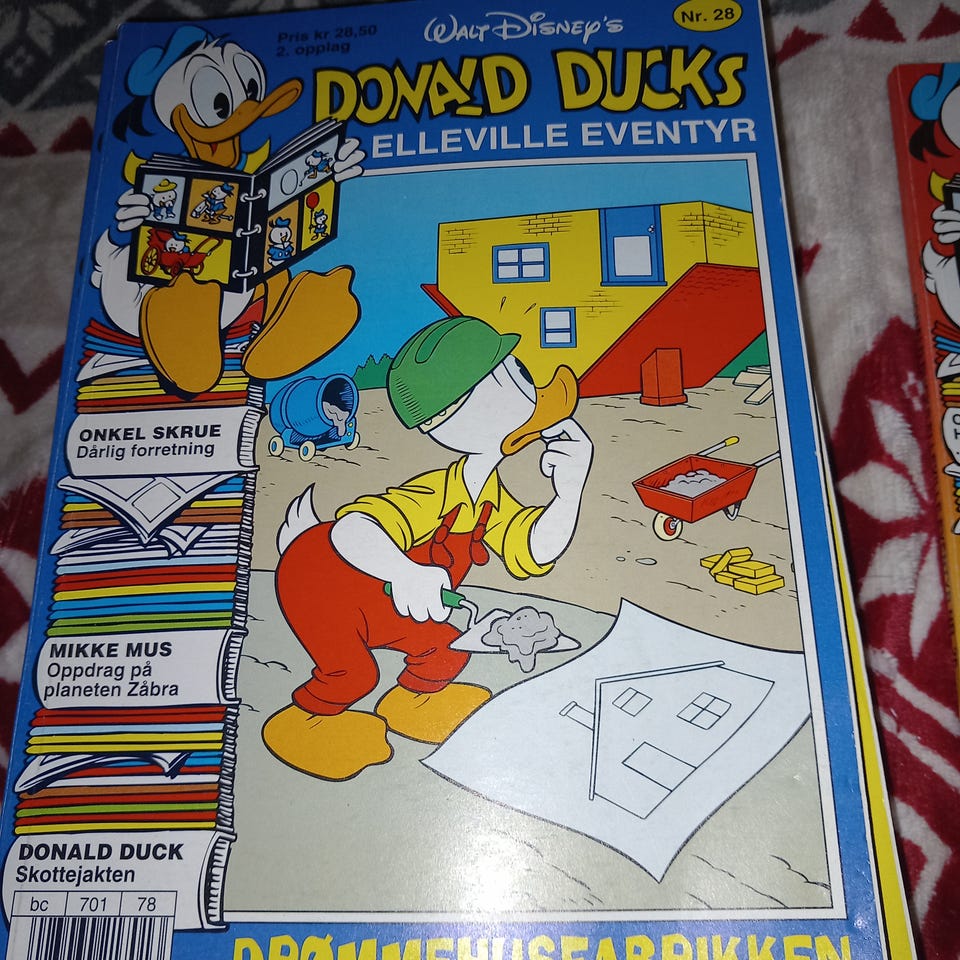 Pris kr 28,50
2. opplag
WALT DISNEY'S
Nr. 28
DONALD DUCKS
ELLEVILLE EVENTYR
ONKEL SKRUE
Dårlig forretning
MIKKE MUS
Oppdrag på
planeten Zåbra
DONALD DUCK
Skottejakten
bc 701 78
DRØMMEHUSFABRIKKEN